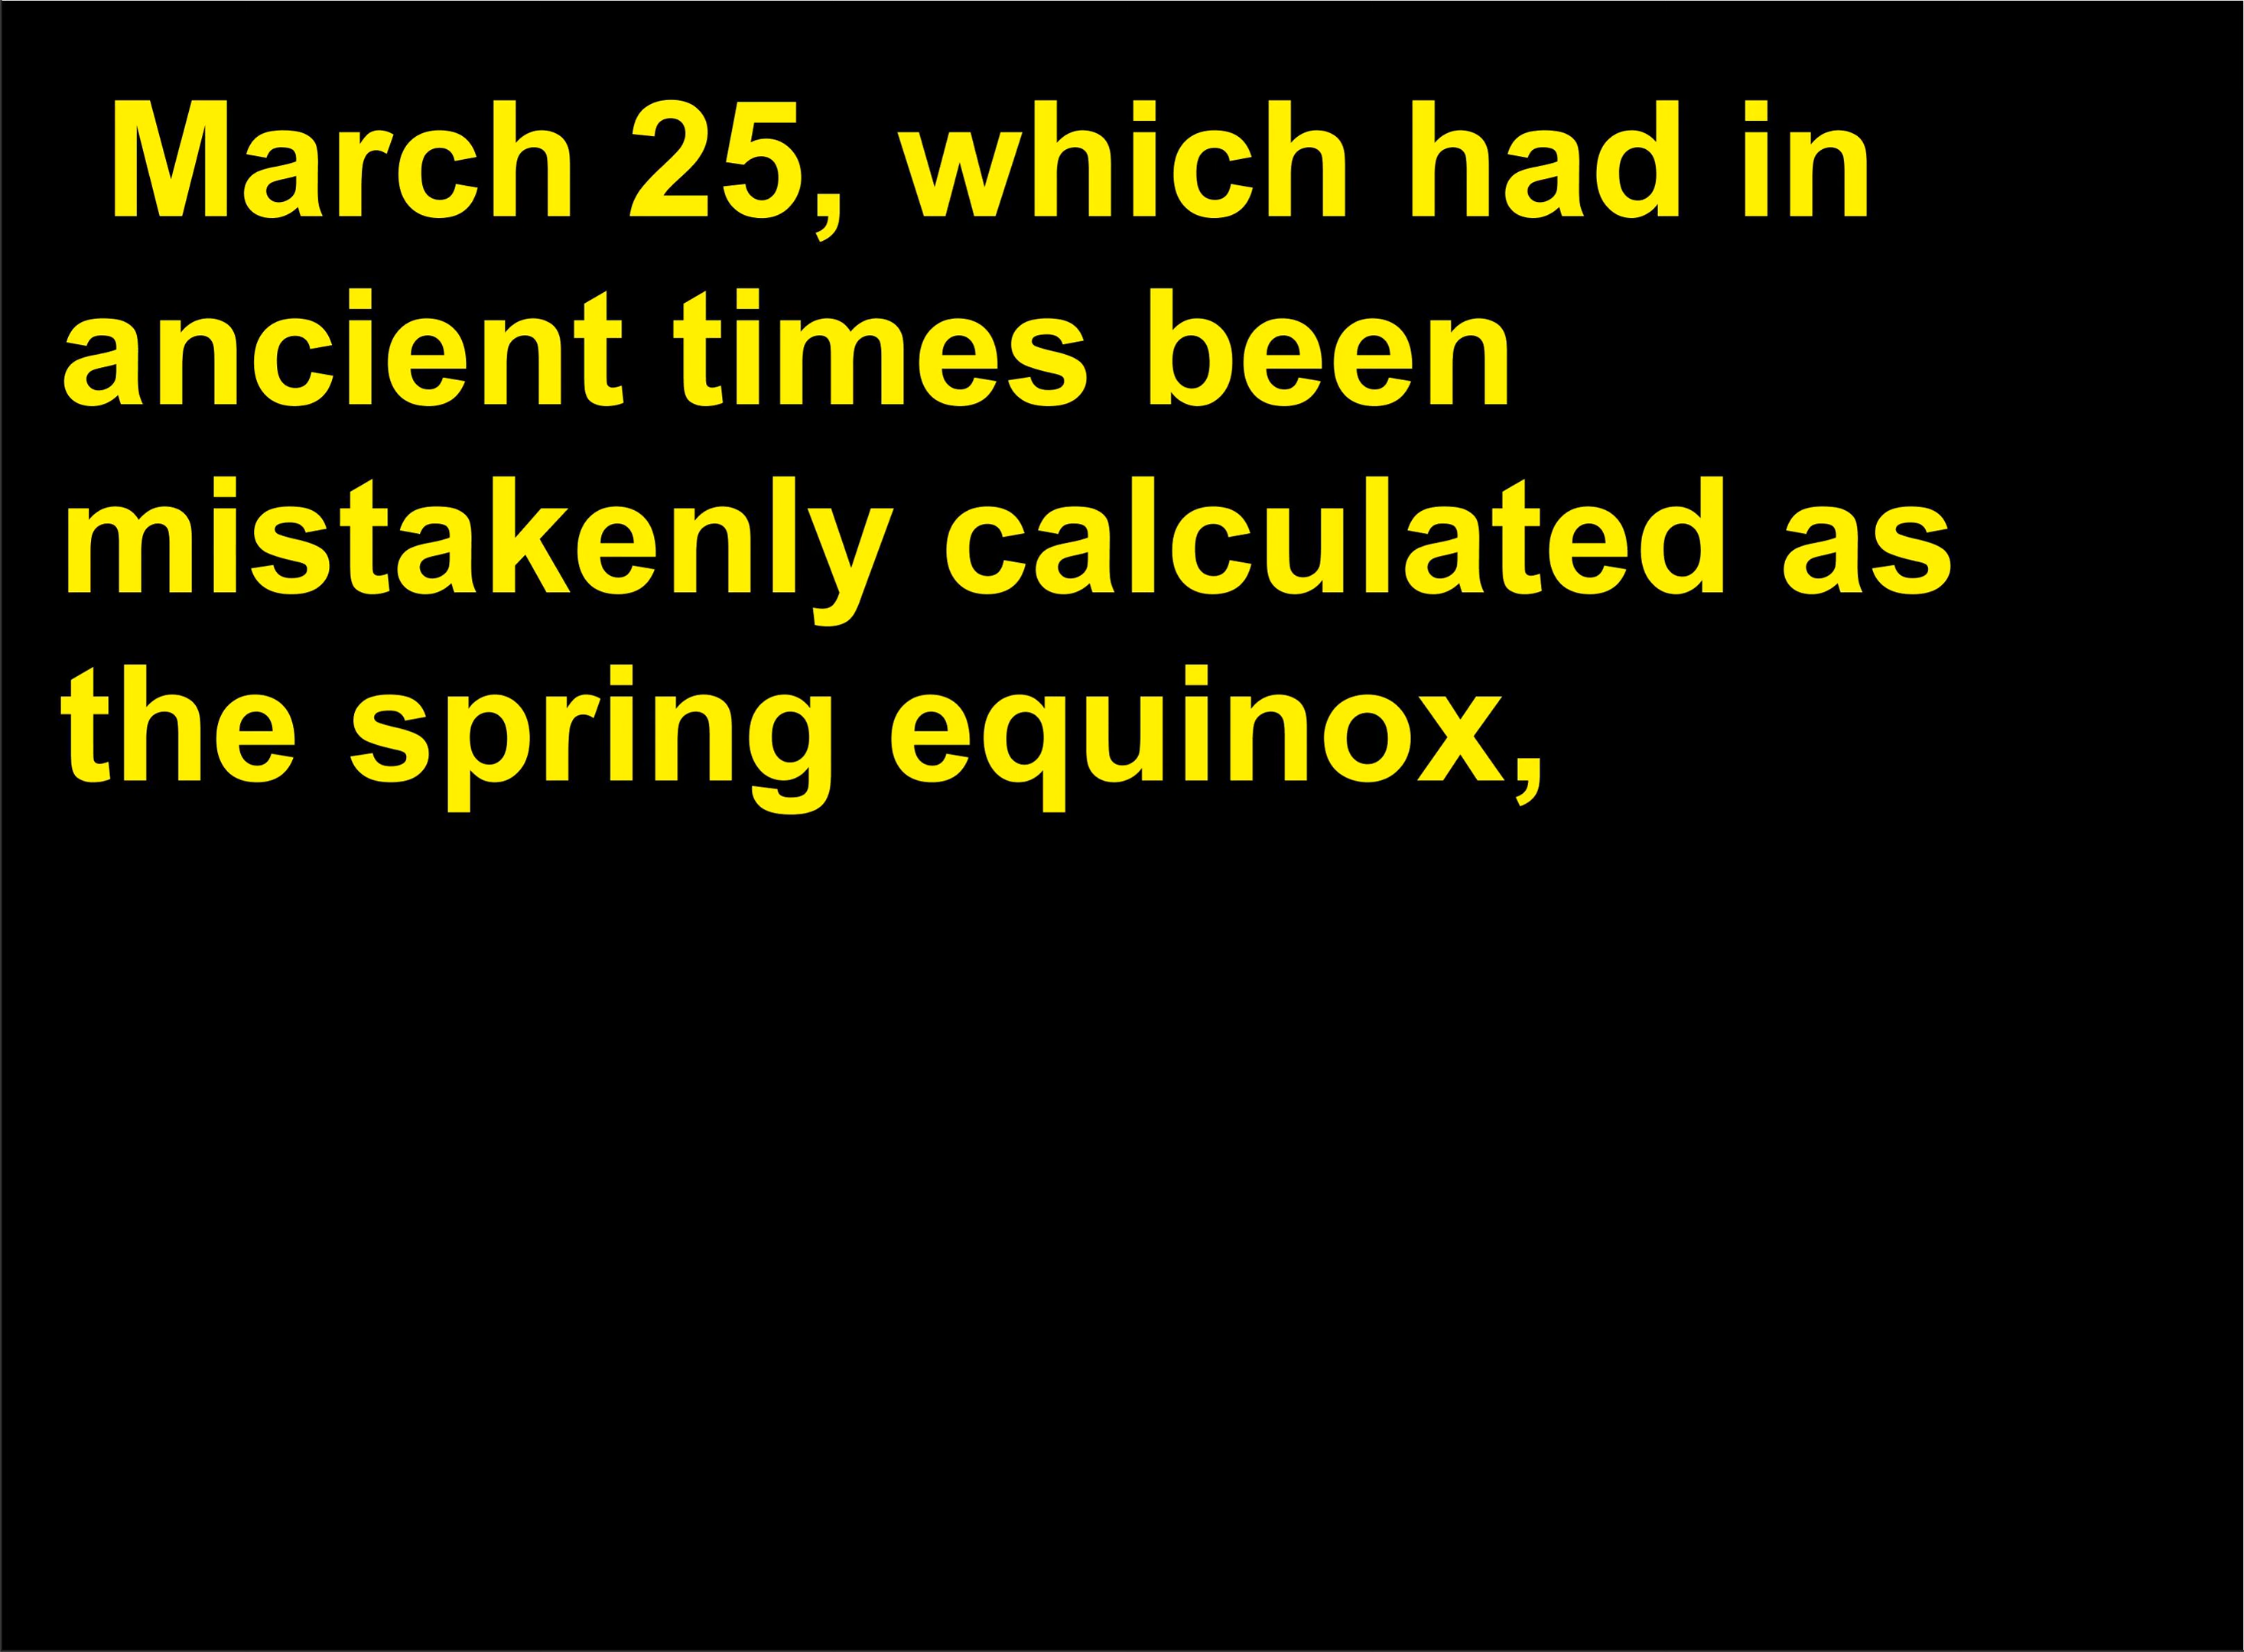 March 25, which had in
ancient times been
mistakenly calculated as
the spring equinox,